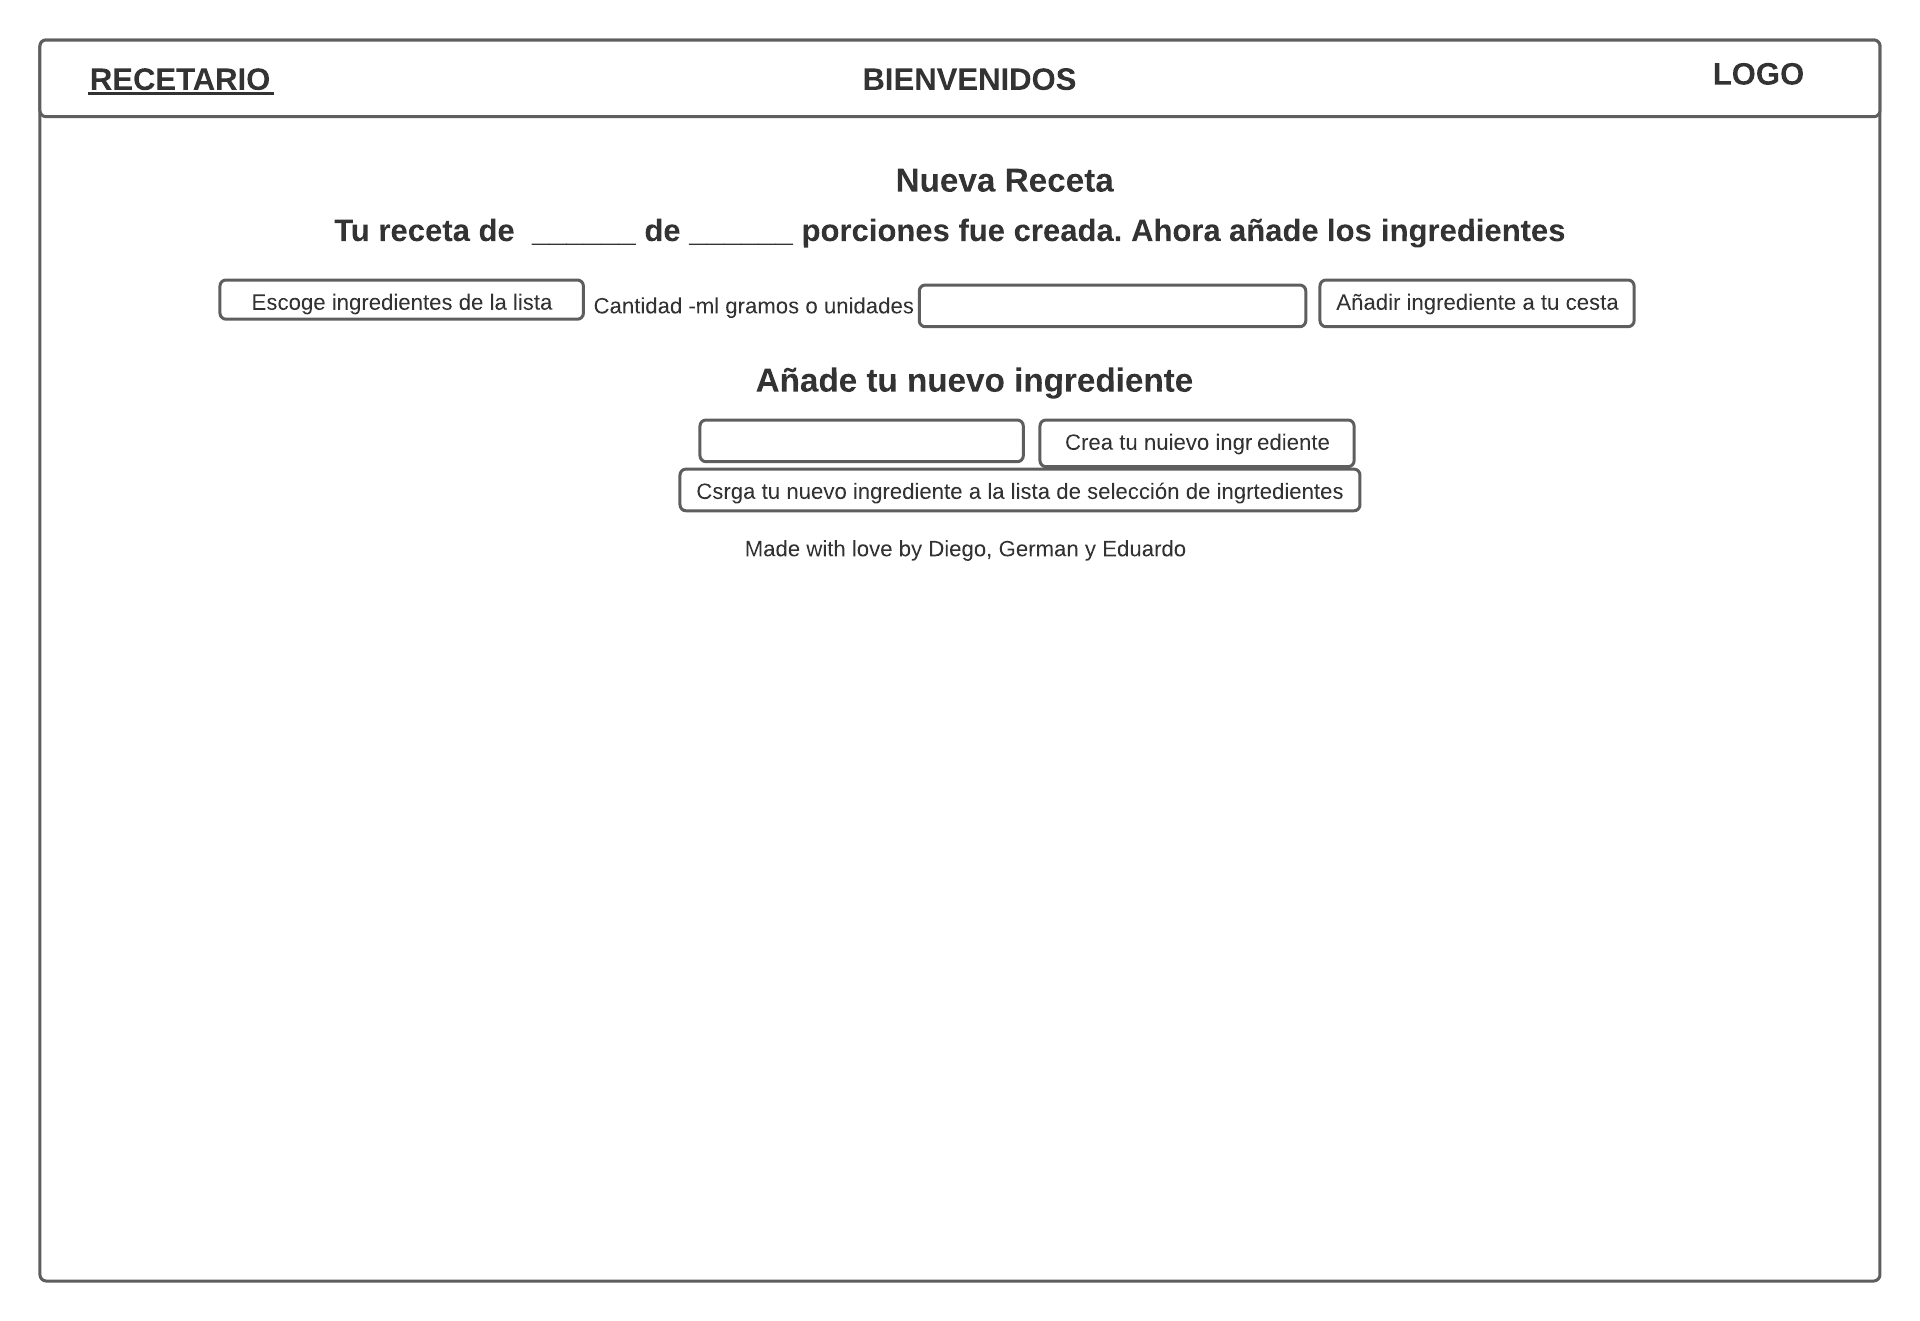 RECETARIO BIENVENIDOS LOGO
Nueva Receta
Tu receta de ______ de ______ porciones fue creada. Ahora añade los ingredientes
Escoge ingredientes de la lista Cantidad -ml gramos o unidades Añadir ingrediente a tu cesta
Añade tu nuevo ingrediente
Crea tu nuievo ingr ediente
Csrga tu nuevo ingrediente a la lista de selección de ingrtedientes
Made with love by Diego, German y Eduardo